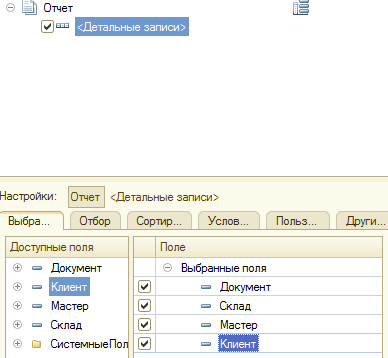 Отчет
<Детальные записи>
Настройки: Отчет <Детальные записи>
Выбра... Отбор Сортир... Услов... Польз... Други...
Доступные поля Поле
Выбранные поля
Документ Документ
Клиент Склад
Мастер Мастер
Склад Клиент
СистемныеПол